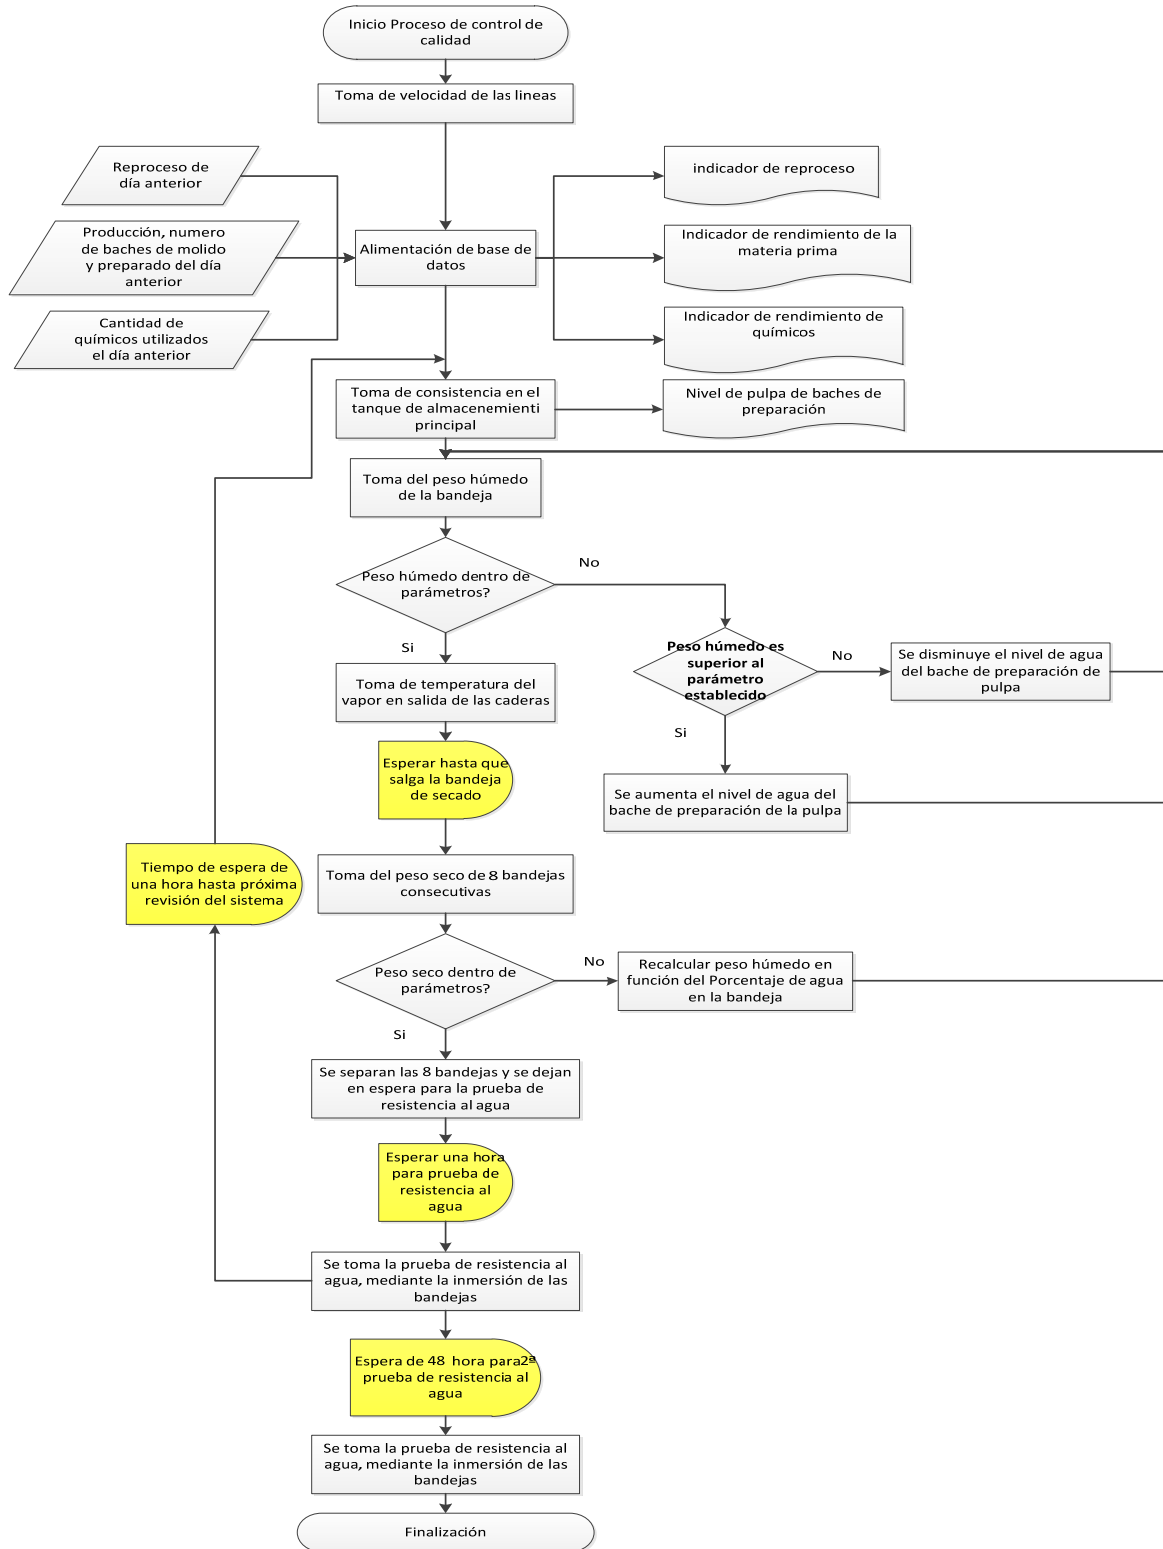 Inicio Proceso de control de
calidad
Toma de velocidad de las lineas
Reproceso de
día anterior
indicador de reproceso
Producción, numero
de baches de molido
y preparado del día
anterior
Alimentación de base de
datos
Indicador de rendimiento de la
materia prima
Cantidad de
químicos utilizados
el día anterior
Indicador de rendimiento de
químicos
Toma de consistencia en el
tanque de almacenemienti
principal
Nivel de pulpa de baches de
preparación
Toma del peso húmedo
de la bandeja
Peso húmedo dentro de
parámetros?
No
Si
Peso húmedo es
superior al
parámetro
establecido
No
Se disminuye el nivel de agua
del bache de preparación de
pulpa
Toma de temperatura del
vapor en salida de las caderas
Si
Esperar hasta que
salga la bandeja
de secado
Se aumenta el nivel de agua del
bache de preparación de la pulpa
Tiempo de espera de
una hora hasta próxima
revisión del sistema
Toma del peso seco de 8 bandejas
consecutivas
Peso seco dentro de
parámetros?
No
Recalcular peso húmedo en
función del Porcentaje de agua
en la bandeja
Si
Se separan las 8 bandejas y se dejan
en espera para la prueba de
resistencia al agua
Esperar una hora
para prueba de
resistencia al
agua
Se toma la prueba de resistencia al
agua, mediante la inmersión de las
bandejas
Espera de 48 hora para 2ª
prueba de resistencia al
agua
Se toma la prueba de resistencia al
agua, mediante la inmersión de las
bandejas
Finalización